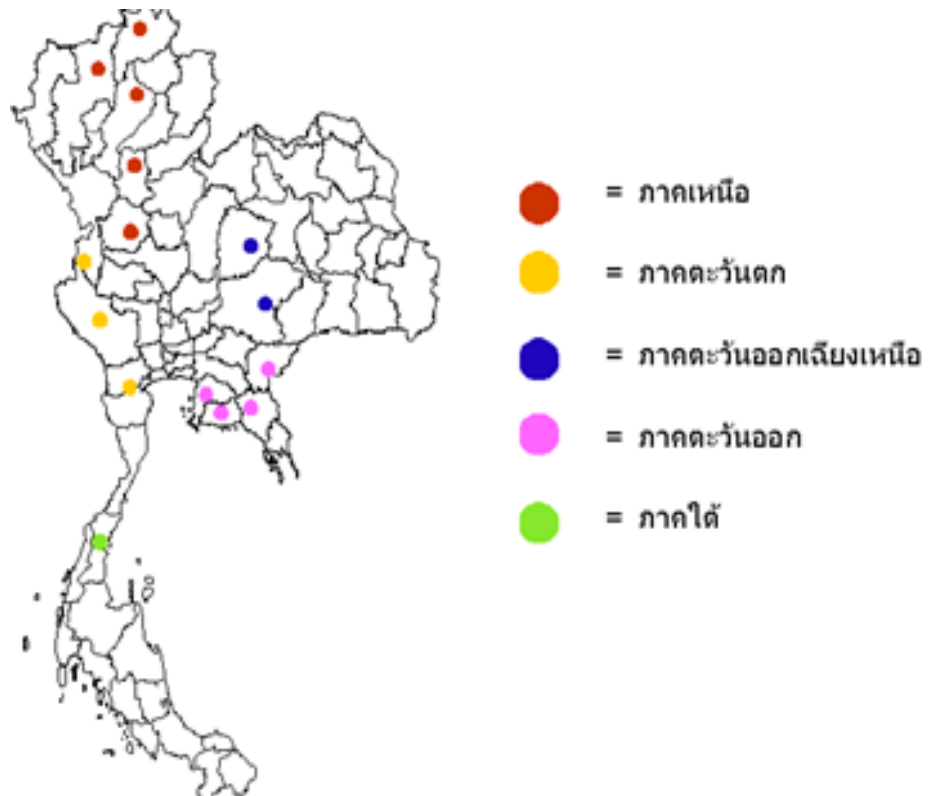 = ภาคเหนือ
= ภาคตะวันตก
= ภาคตะวันออกเฉียงเหนือ
= ภาคตะวันออก
= ภาคใต้